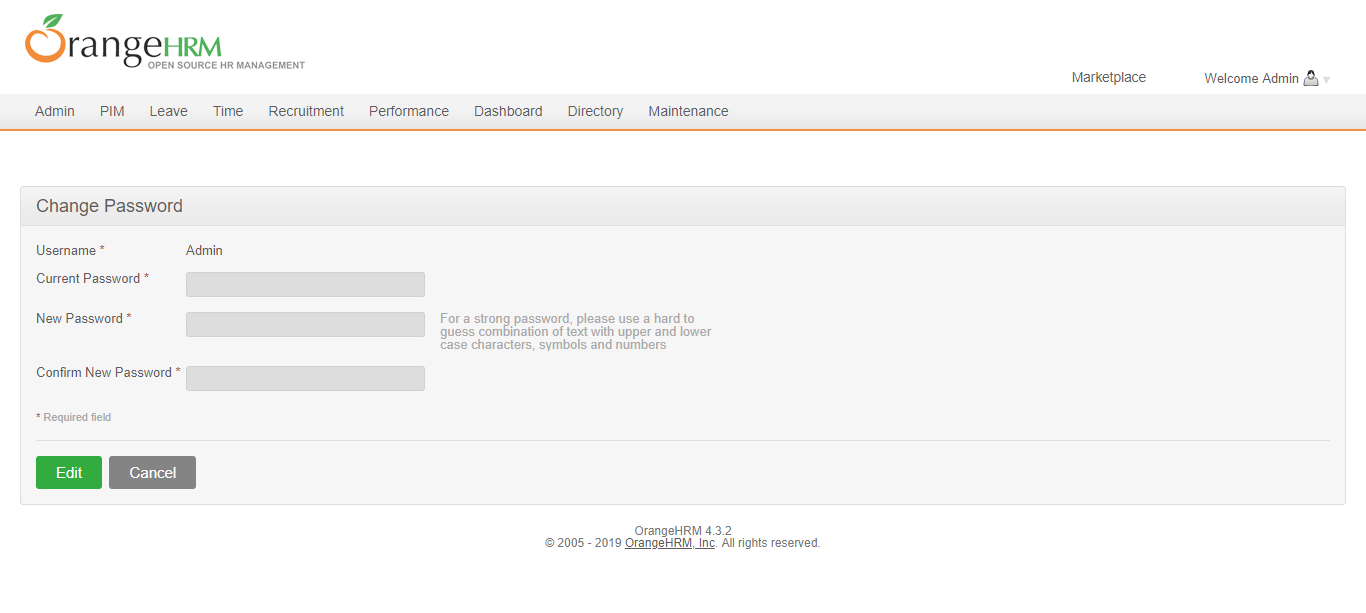 OrangeHRM
OPEN SOURCE HR MANAGEMENT
Marketplace Welcome Admin
Admin PIM Leave Time Recruitment Performance Dashboard Directory Maintenance
Change Password
Username * Admin
Current Password *
New Password * For a strong password, please use a hard to
guess combination of text with upper and lower
case characters, symbols and numbers
Confirm New Password *
* Required field
Edit Cancel
OrangeHRM 4.3.2
© 2005 - 2019 OrangeHRM, Inc. All rights reserved.